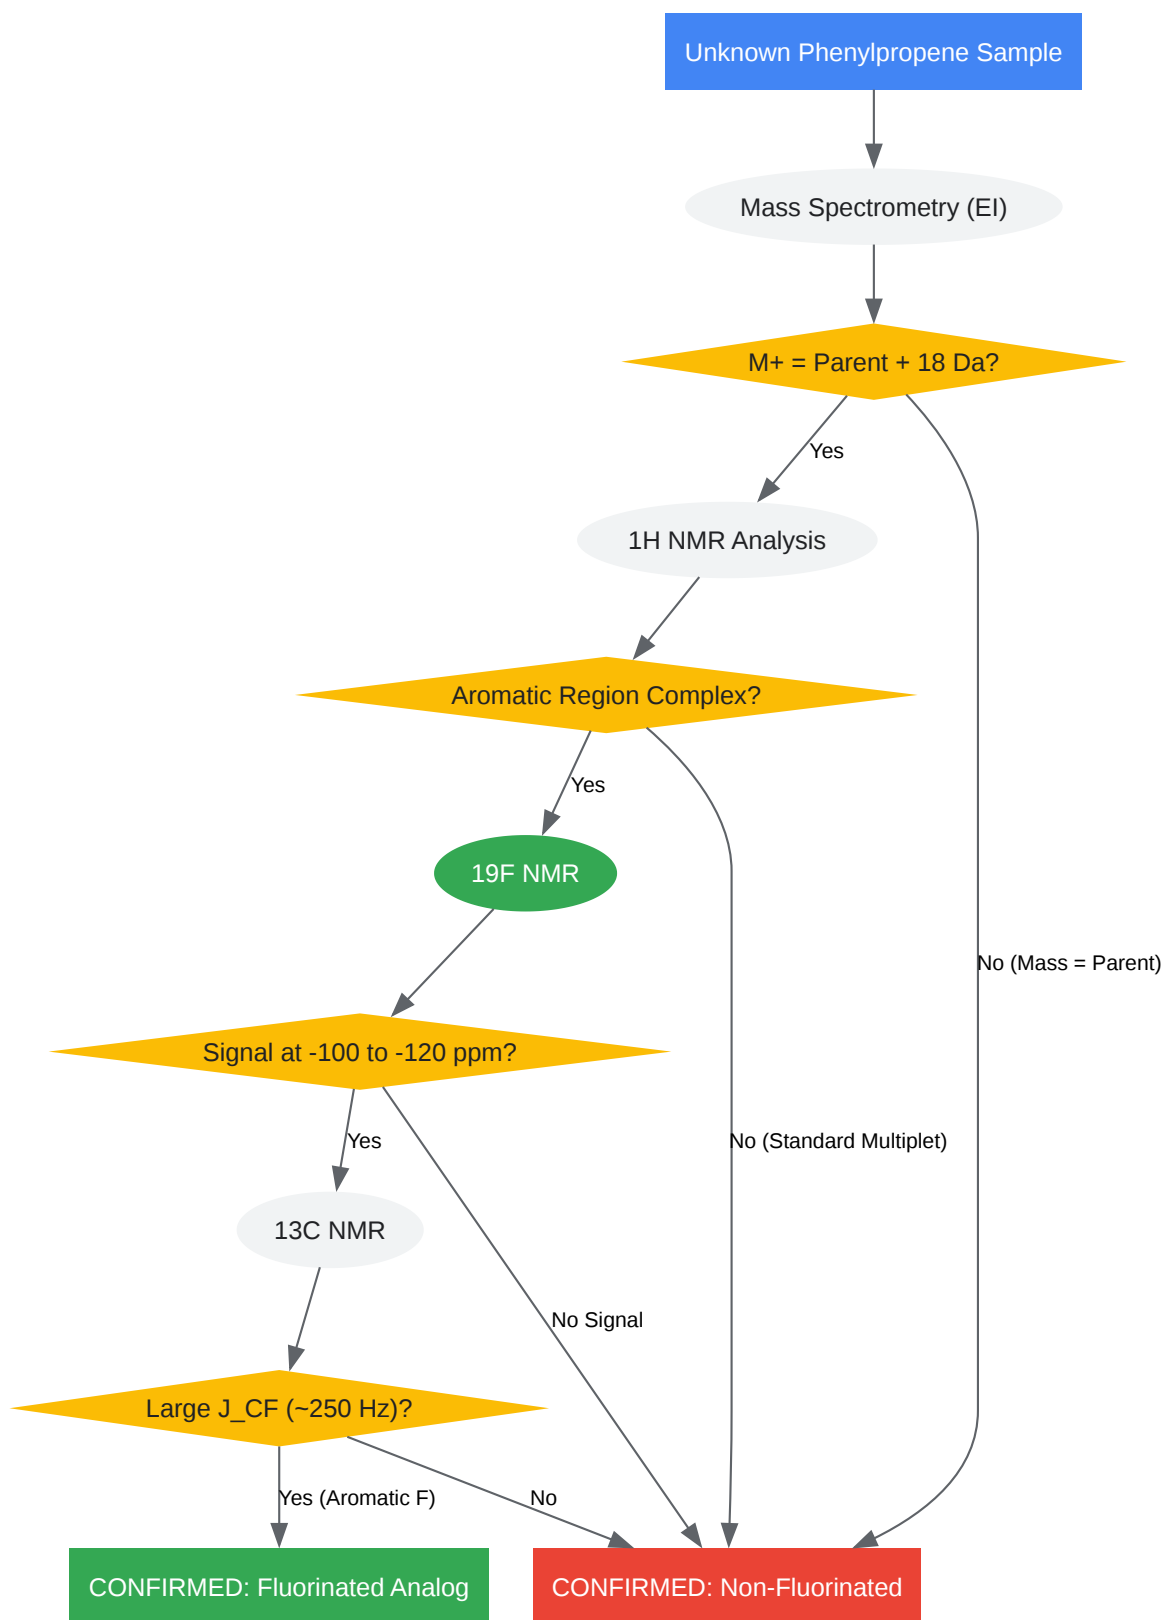 Unknown Phenylpropene Sample
Mass Spectrometry (EI)
M+ = Parent + 18 Da?
Yes
1H NMR Analysis
Aromatic Region Complex?
Yes
19F NMR
No (Mass = Parent)
Signal at -100 to -120 ppm?
Yes
No (Standard Multiplet)
13C NMR
No Signal
Large J_CF (~250 Hz)?
Yes (Aromatic F)
No
CONFIRMED: Fluorinated Analog
CONFIRMED: Non-Fluorinated